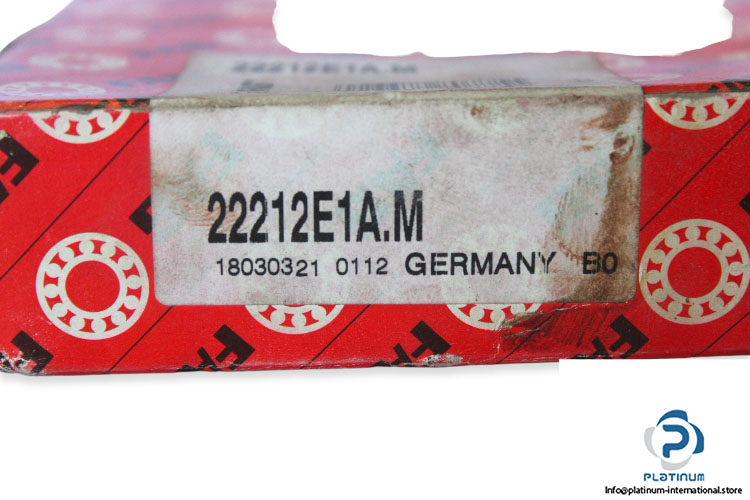 22212E1A.M
22212E1A.M
18030321 0112 GERMANY B0
PLATINUM
Info@platinum-international.store